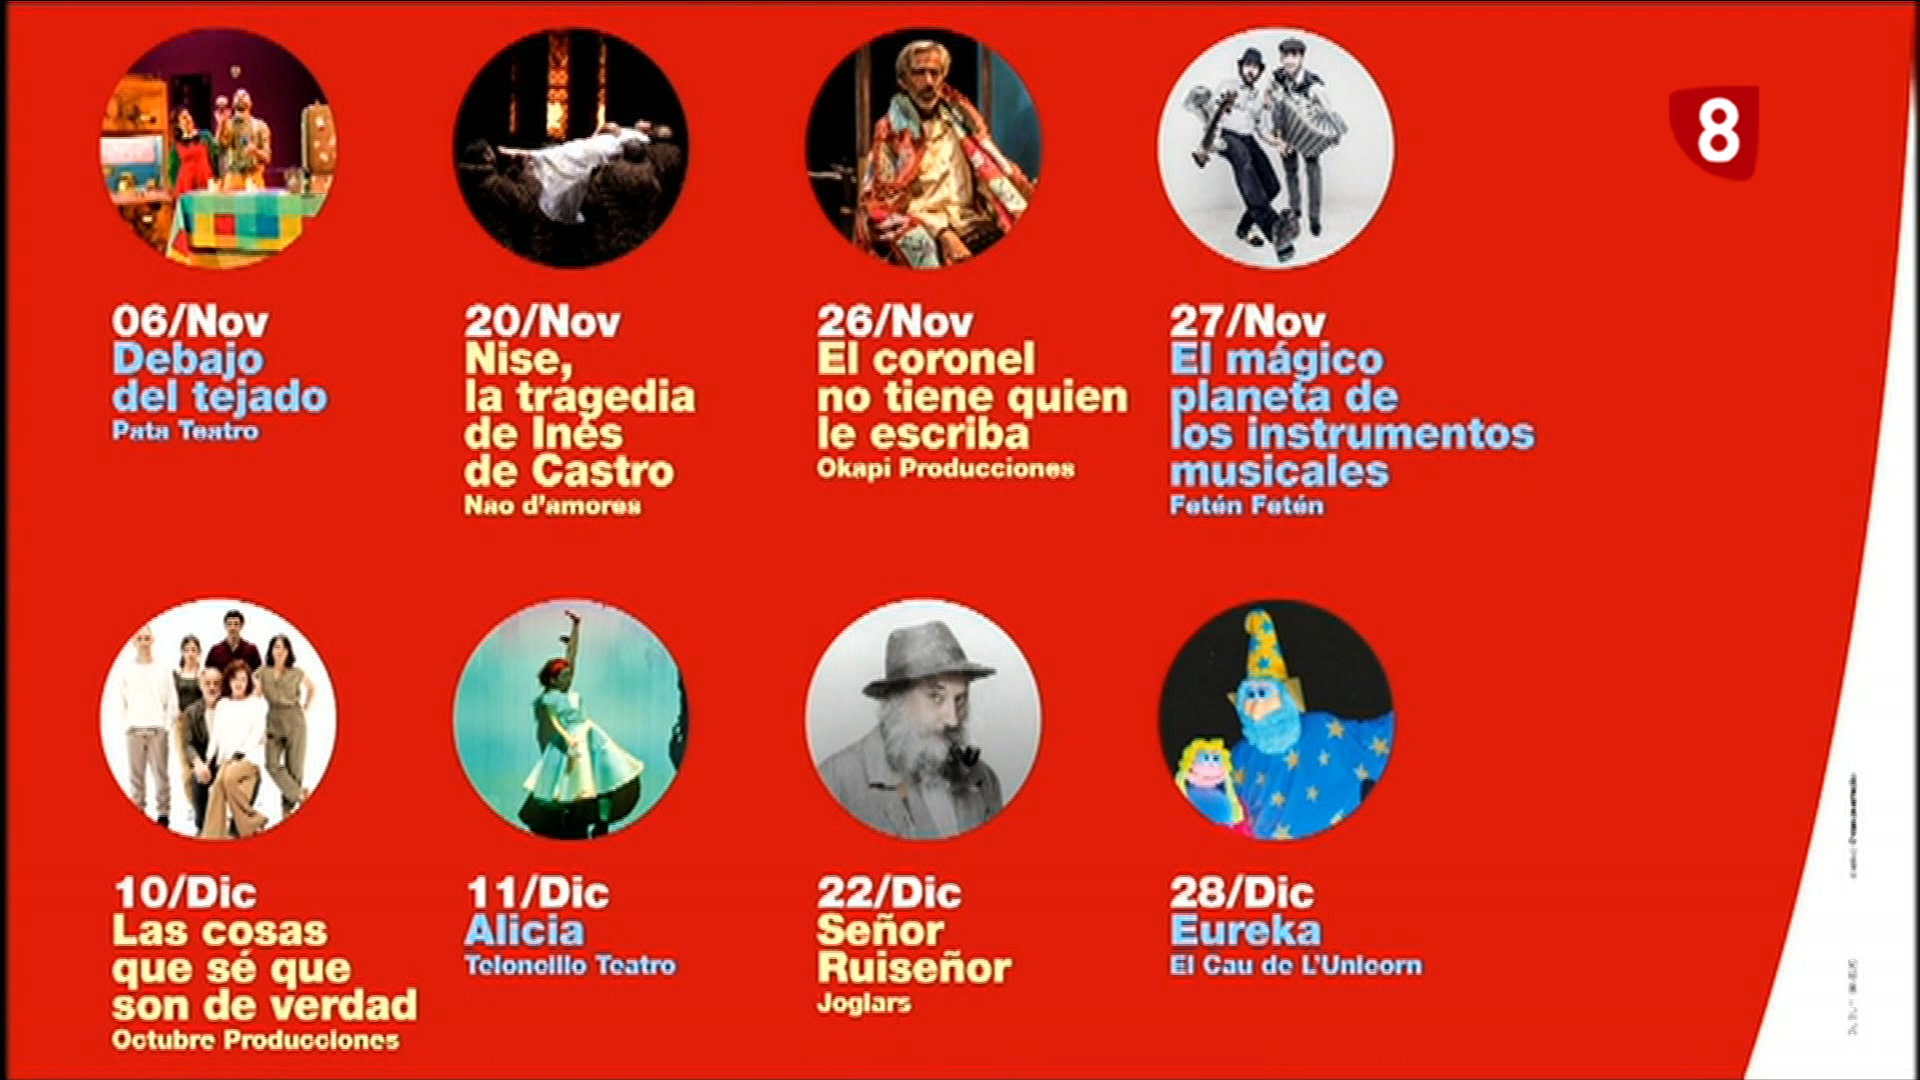 8
06/Nov
Debajo
del tejado
Pata Teatro
20/Nov
Nise,
la tragedia
de Inés
de Castro
Nao d'amores
26/Nov
El coronel
no tiene quien
le escriba
Okapi Producciones
27/Nov
El mágico
planeta de
los instrumentos
musicales
Fetén Fetén
10/Dic
Las cosas
que sé que
son de verdad
Octubre Producciones
11/Dic
Alicia
Teloncillo Teatro
22/Dic
Señor
Ruiseñor
Joglars
28/Dic
Eureka
El Cau de L'Unicorn